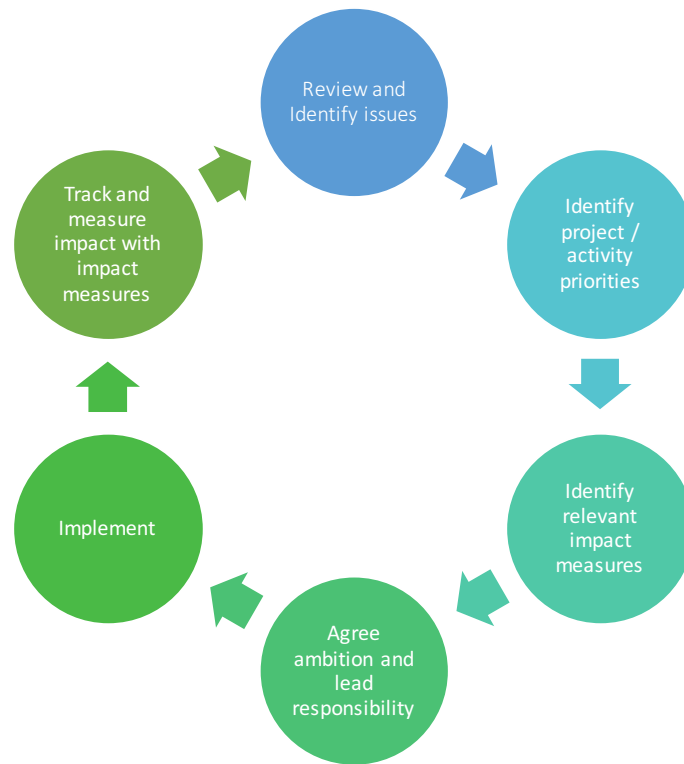 Review and
Identify issues
Identify
project /
activity
priorities
Identify
relevant
impact
measures
Agree
ambition and
lead
responsibility
Implement
Track and
measure
impact with
impact
measures